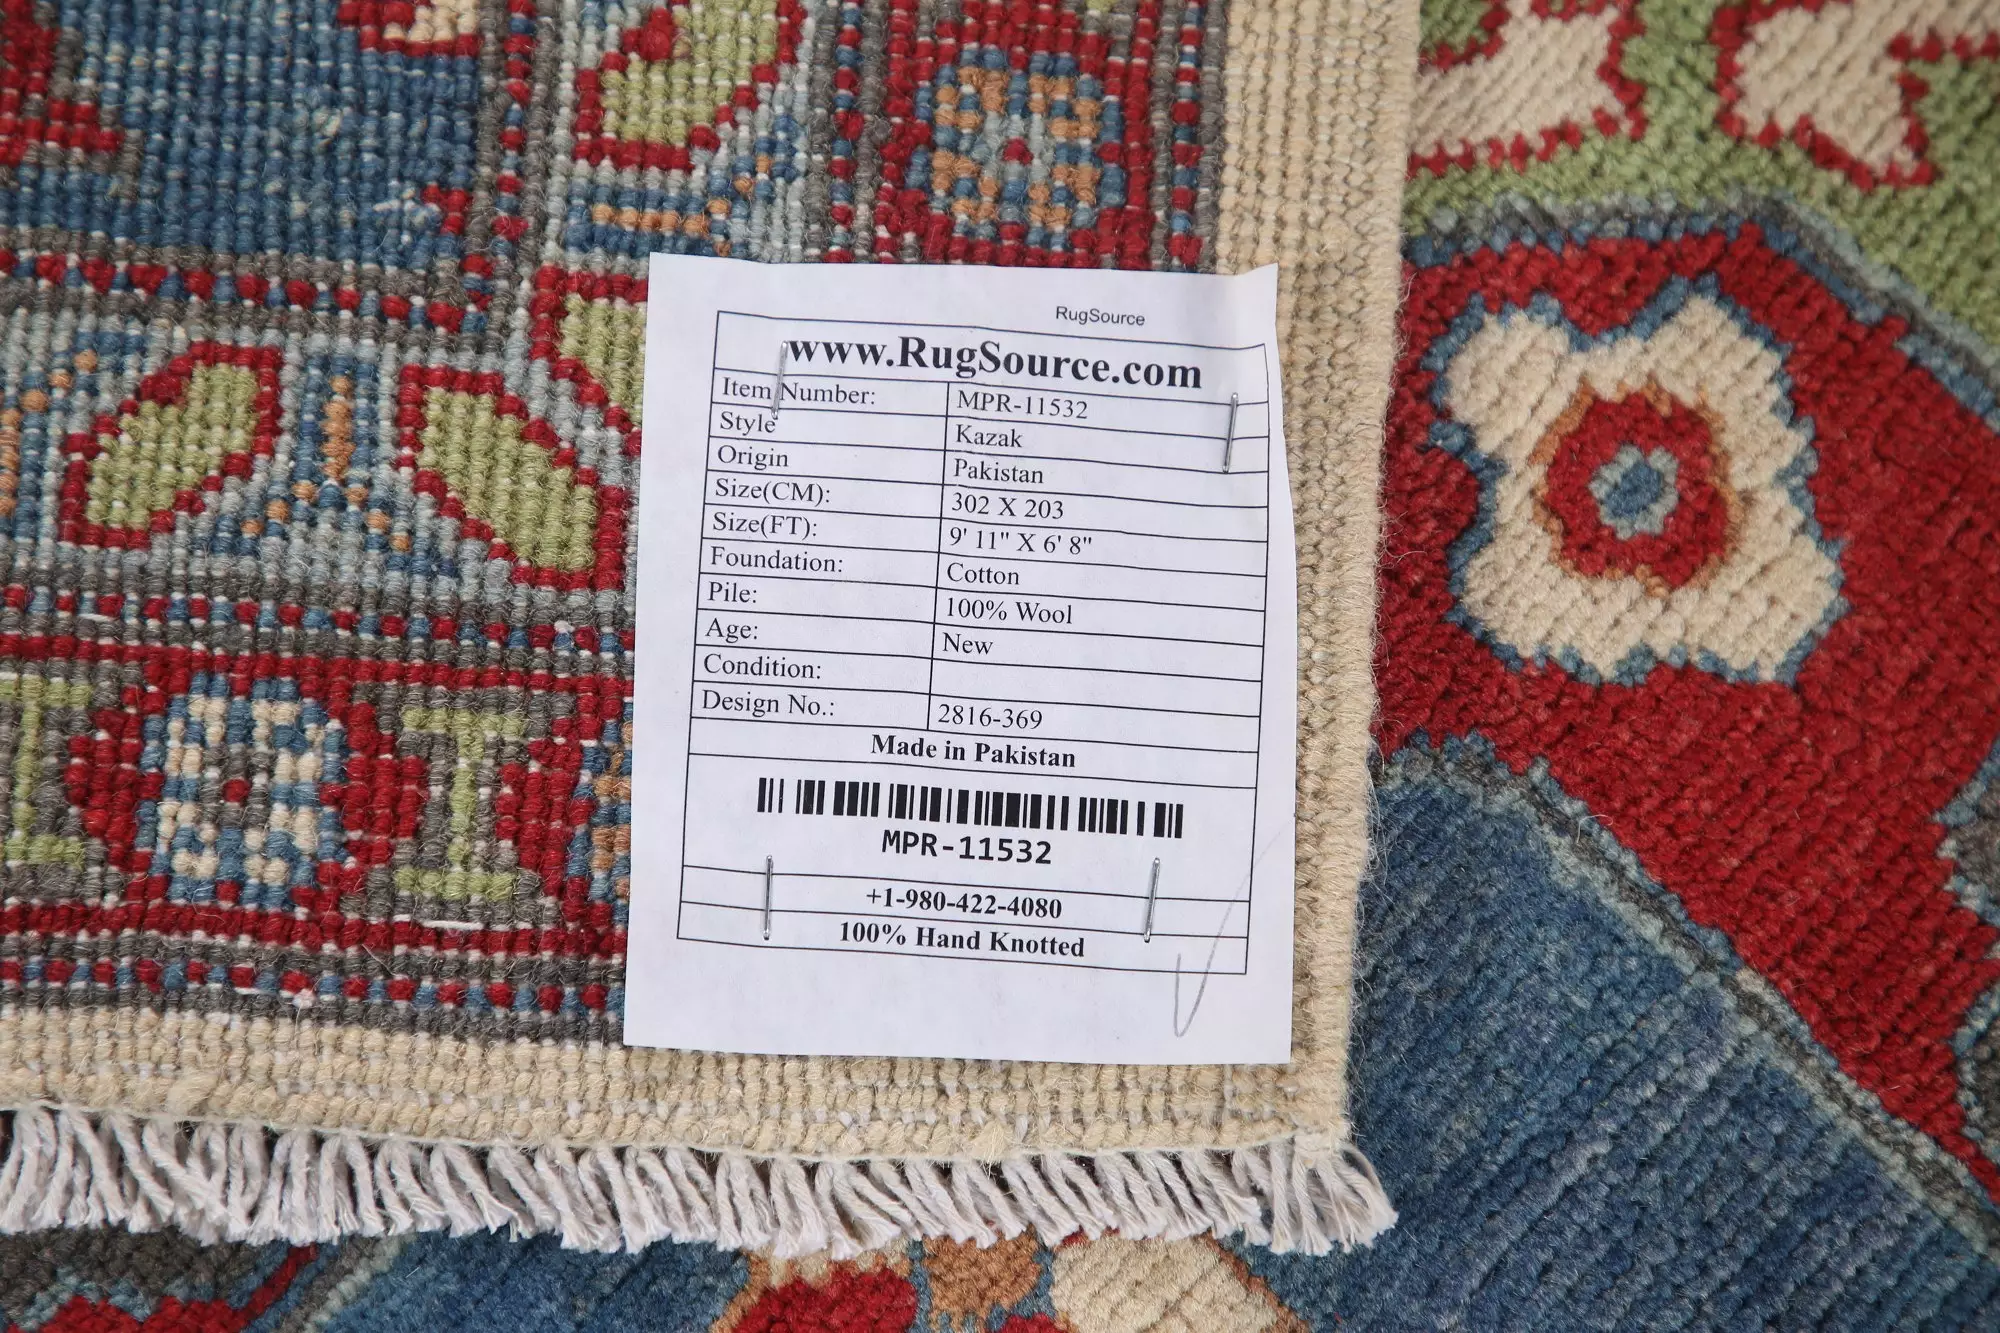 RugSource
www.RugSource.com
Item Number: MPR-11532
Style Kazak
Origin Pakistan
Size(CM): 302 X 203
Size(FT): 9' 11" X 6' 8"
Foundation: Cotton
Pile: 100% Wool
Age: New
Condition:
Design No.: 2816-369
Made in Pakistan
MPR-11532
+1-980-422-4080
100% Hand Knotted